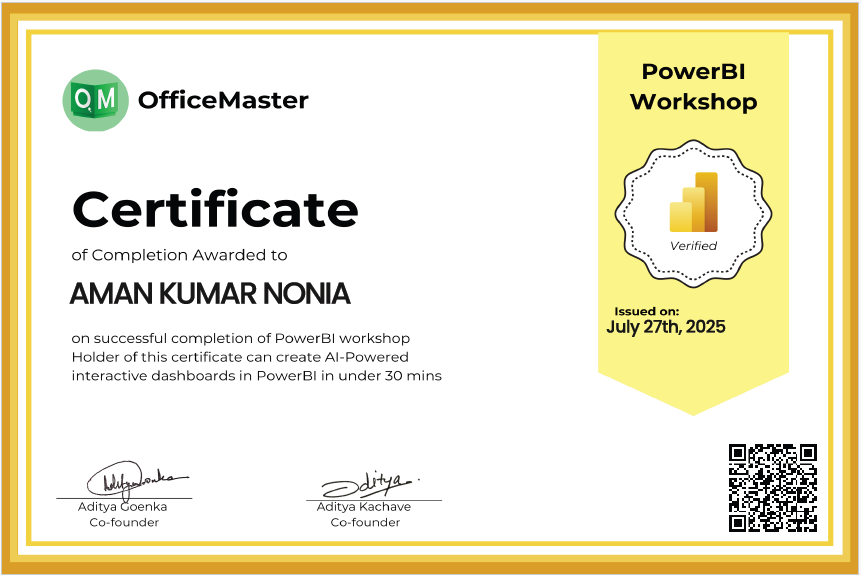 QM
OfficeMaster
PowerBI
Workshop
Verified
Issued on:
July 27th, 2025
Certificate
of Completion Awarded to
AMAN KUMAR NONIA
on successful completion of PowerBI workshop
Holder of this certificate can create AI-Powered
interactive dashboards in PowerBI in under 30 mins
Aditya Goenka
Co-founder
Aditya.
Aditya Kachave
Co-founder